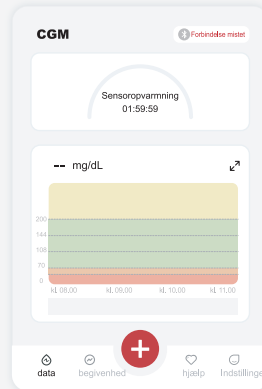 CGM
Forbindelse mistet
Sensoropvarmning
01:59:59
-- mg/dL
200
144
108
70
0
kl. 08.00 kl. 09.00 kl. 10.00 kl. 11.00
data begivenhed hjælp Indstillinge